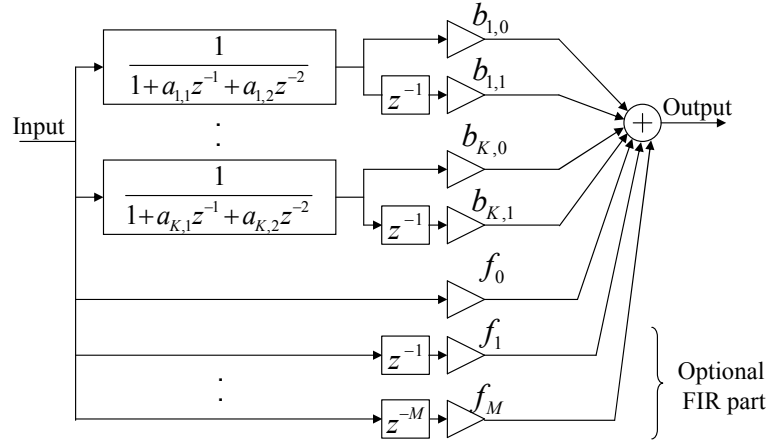 1
1+a_{1,1}z^{-1}+a_{1,2}z^{-2}
b_{1,0}
z^{-1}
b_{1,1}
Input
Output
+
:
1
1+a_{K,1}z^{-1}+a_{K,2}z^{-2}
b_{K,0}
z^{-1}
b_{K,1}
f_0
z^{-1}
f_1
:
z^{-M}
f_M
Optional
FIR part